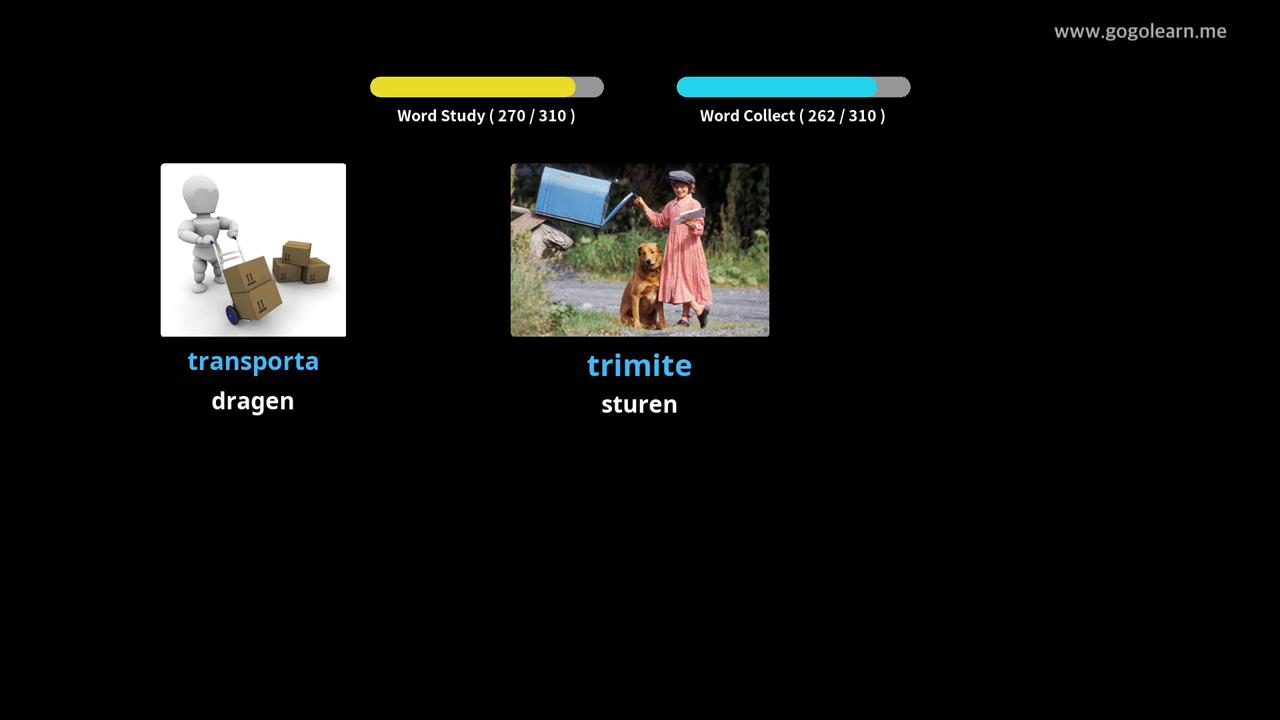 www.gogolearn.me
Word Study ( 270 / 310 )
Word Collect ( 262 / 310 )
transporta
dragen
trimite
sturen